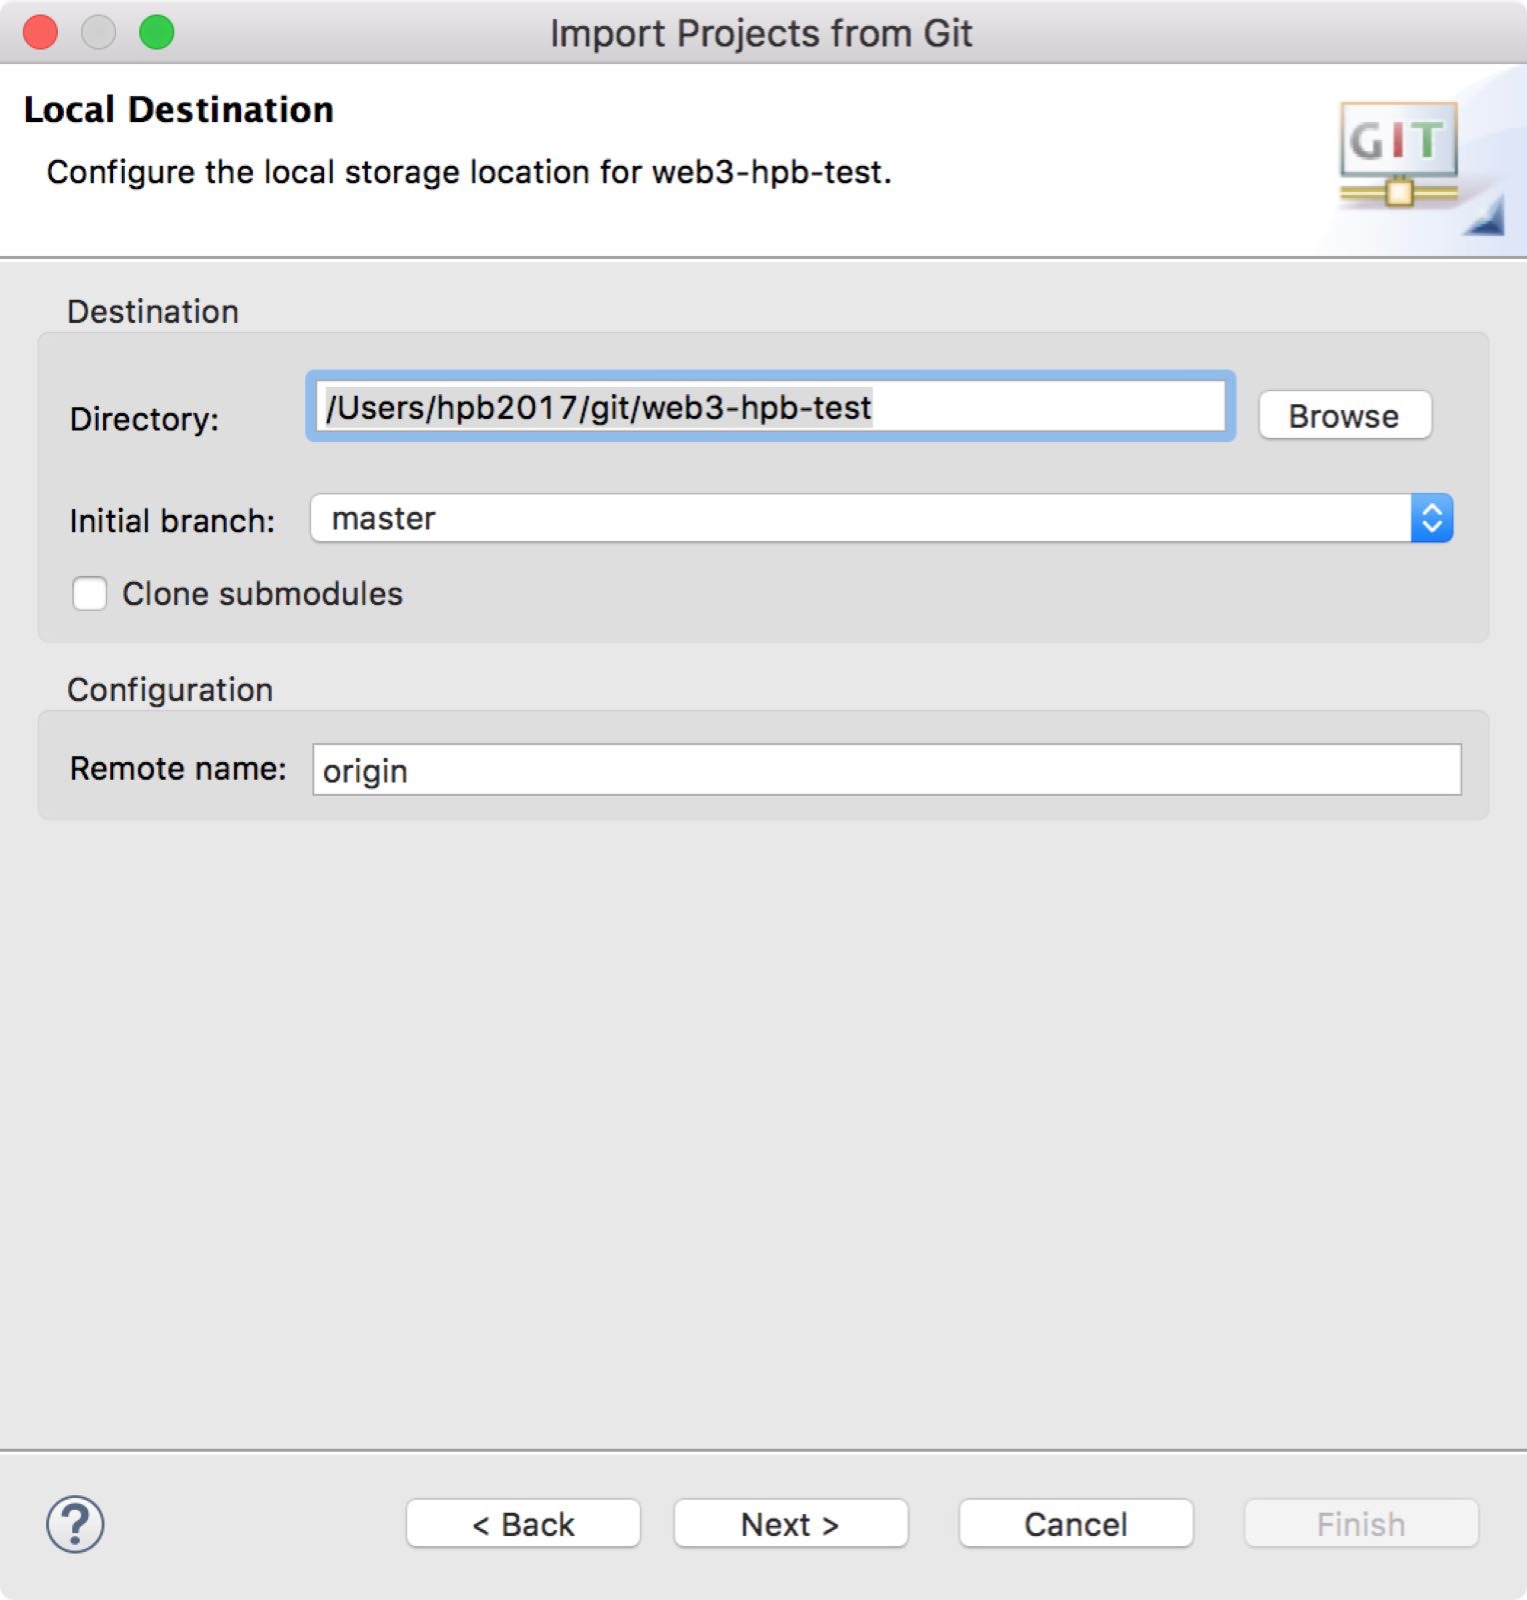 Import Projects from Git
Local Destination
Configure the local storage location for web3-hpb-test.
GIT
Destination
Directory:
/Users/hpb2017/git/web3-hpb-test
Browse
Initial branch:
master
Clone submodules
Configuration
Remote name:
origin
?
< Back
Next >
Cancel
Finish